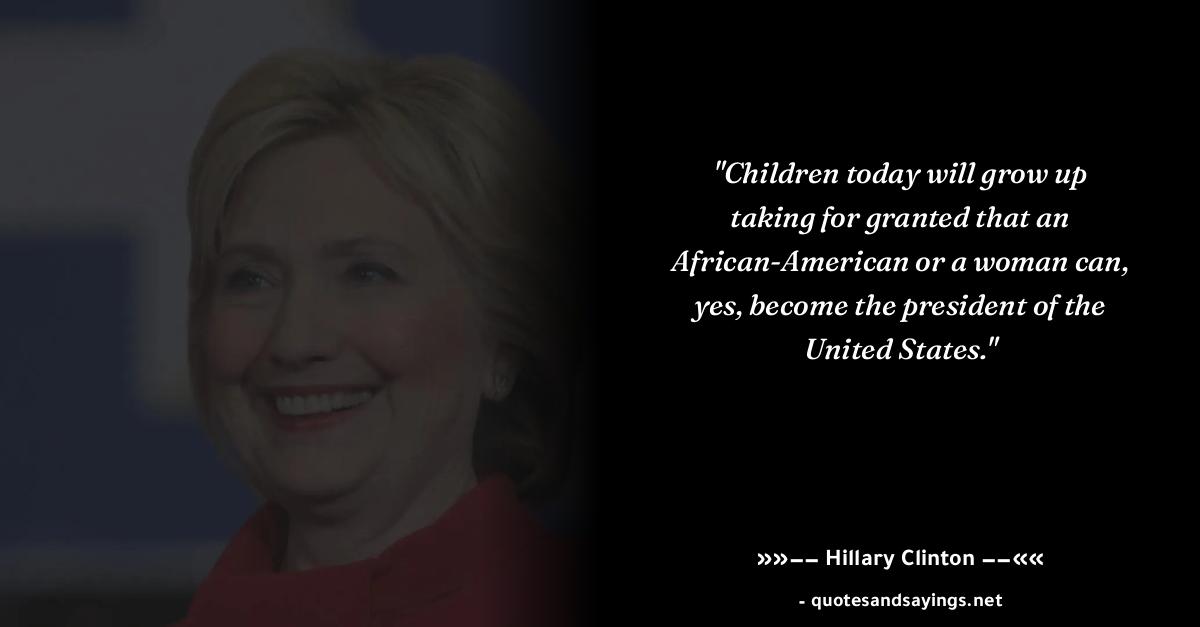 "Children today will grow up
taking for granted that an
African-American or a woman can,
yes, become the president of the
United States."
»»–– Hillary Clinton ––««
- quotesandsayings.net